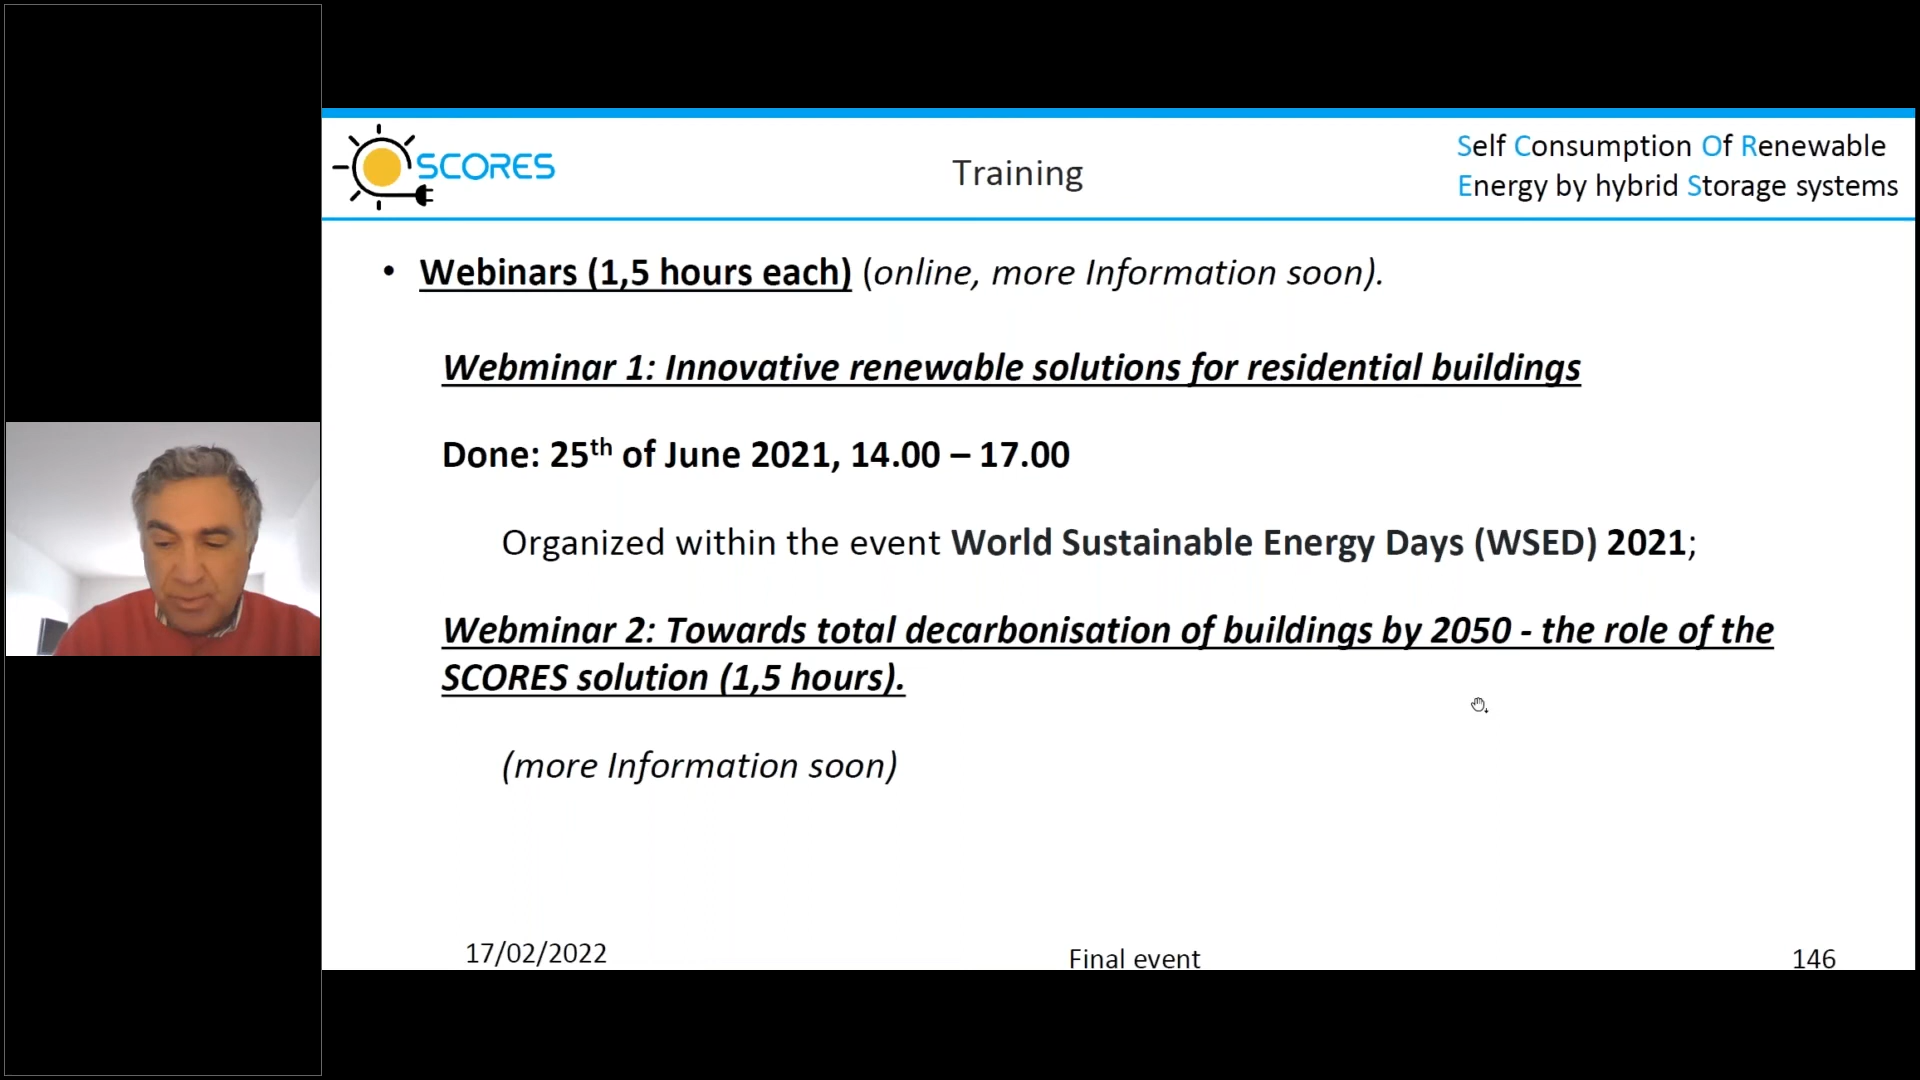 SCORES
Training
Self Consumption Of Renewable
Energy by hybrid Storage systems
• Webinars (1,5 hours each) (online, more Information soon).
Webminar 1: Innovative renewable solutions for residential buildings
Done: 25th of June 2021, 14.00 – 17.00
Organized within the event World Sustainable Energy Days (WSED) 2021;
Webminar 2: Towards total decarbonisation of buildings by 2050 - the role of the
SCORES solution (1,5 hours).
(more Information soon)
17/02/2022
Final event
146